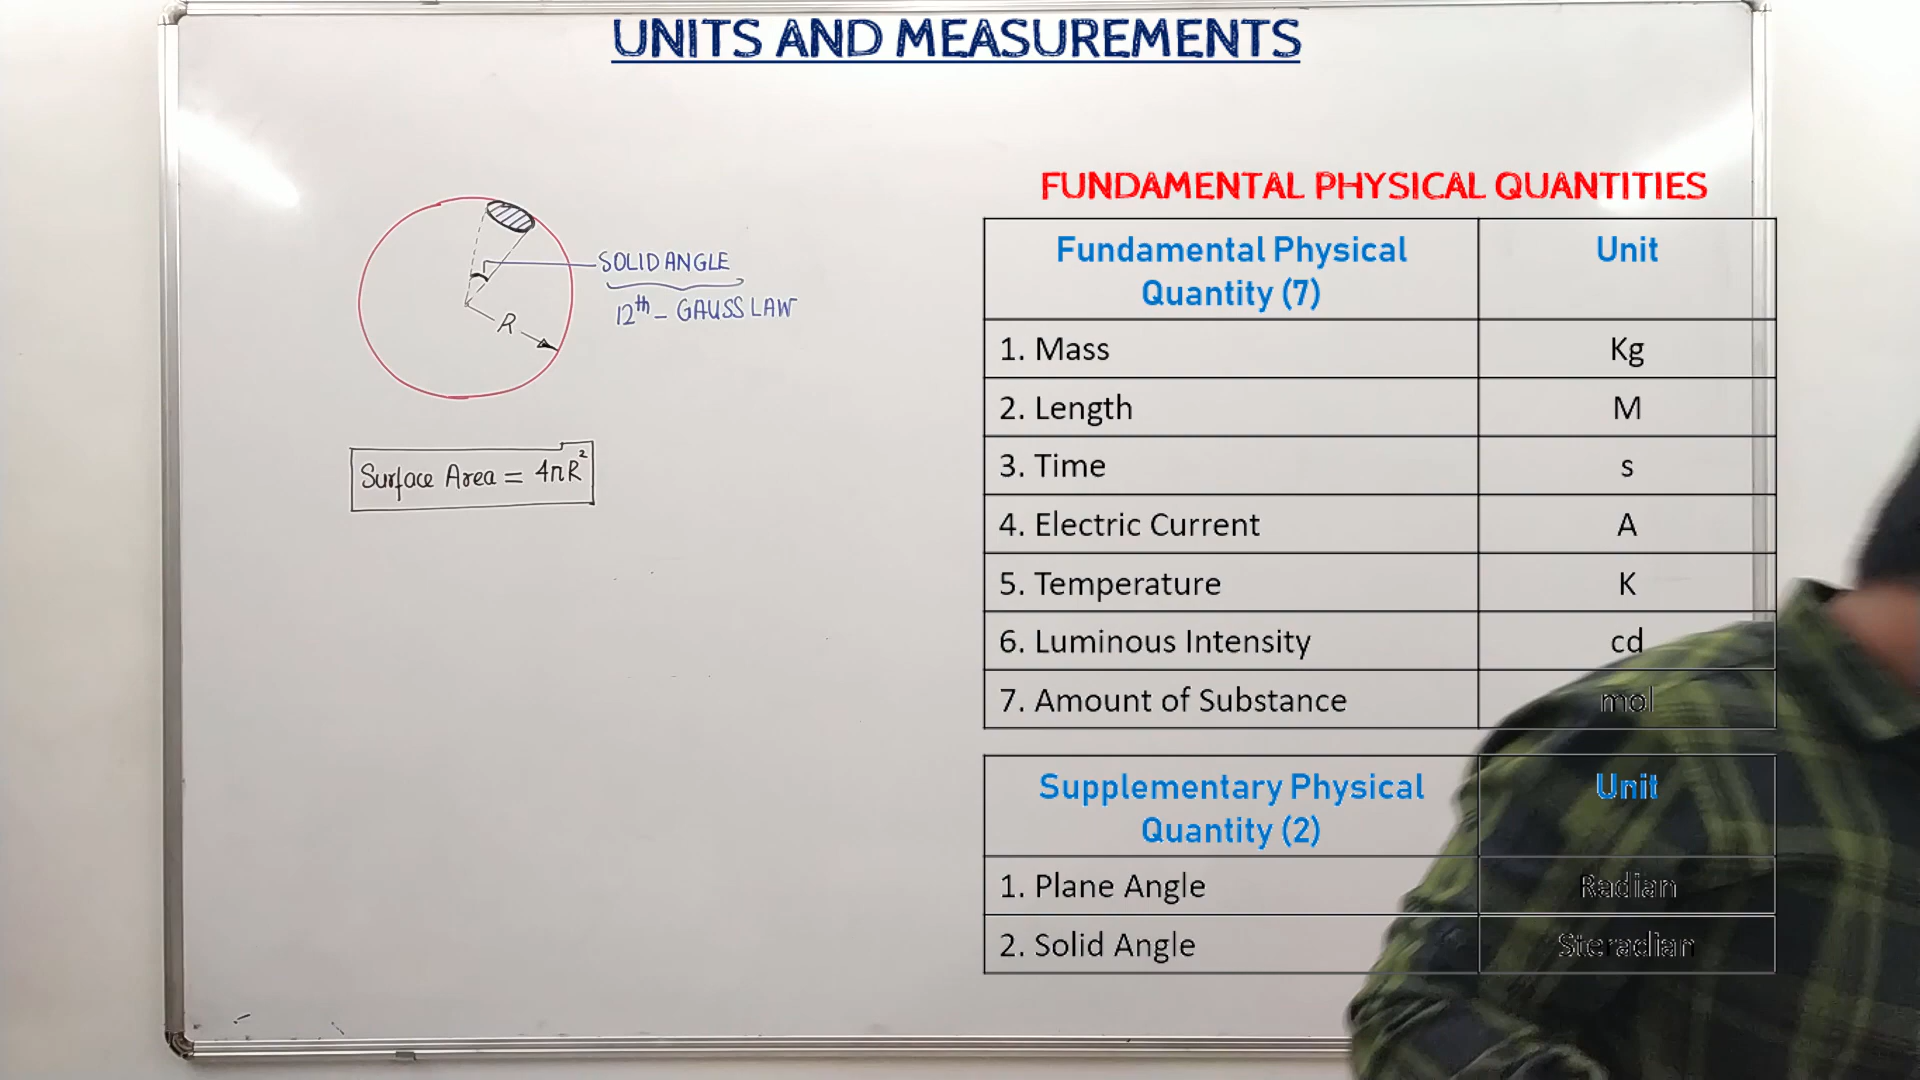 UNITS AND MEASUREMENTS
SOLID ANGLE
12th – GAUSS LAW
R
Surface Area = 4πR²
FUNDAMENTAL PHYSICAL QUANTITIES
Fundamental Physical Quantity (7) Unit
1. Mass Kg
2. Length M
3. Time s
4. Electric Current A
5. Temperature K
6. Luminous Intensity cd
7. Amount of Substance mol
Supplementary Physical Quantity (2) Unit
1. Plane Angle Radian
2. Solid Angle Steradian